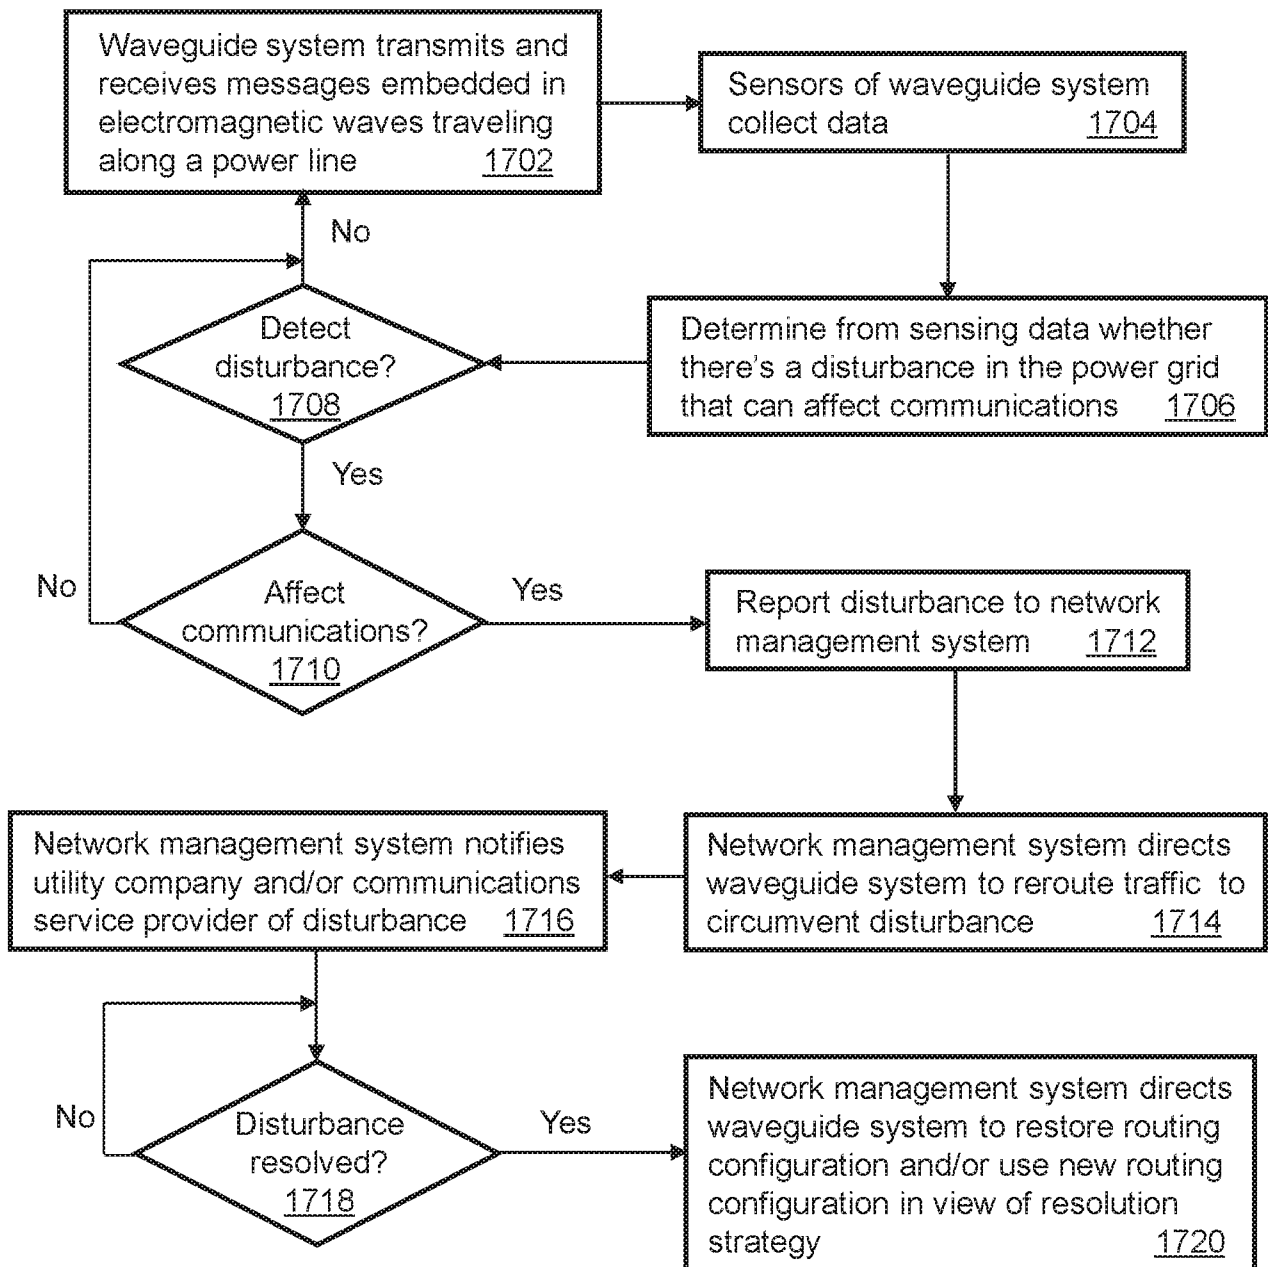 Waveguide system transmits and
receives messages embedded in
electromagnetic waves traveling
along a power line 1702
Sensors of waveguide system
collect data 1704
No
Detect
disturbance?
1708
Determine from sensing data whether
there's a disturbance in the power grid
that can affect communications 1706
Yes
No
Affect
communications?
1710
Yes
Report disturbance to network
management system 1712
Network management system directs
waveguide system to reroute traffic to
circumvent disturbance 1714
Network management system notifies
utility company and/or communications
service provider of disturbance 1716
No
Disturbance
resolved?
1718
Yes
Network management system directs
waveguide system to restore routing
configuration and/or use new routing
configuration in view of resolution
strategy 1720